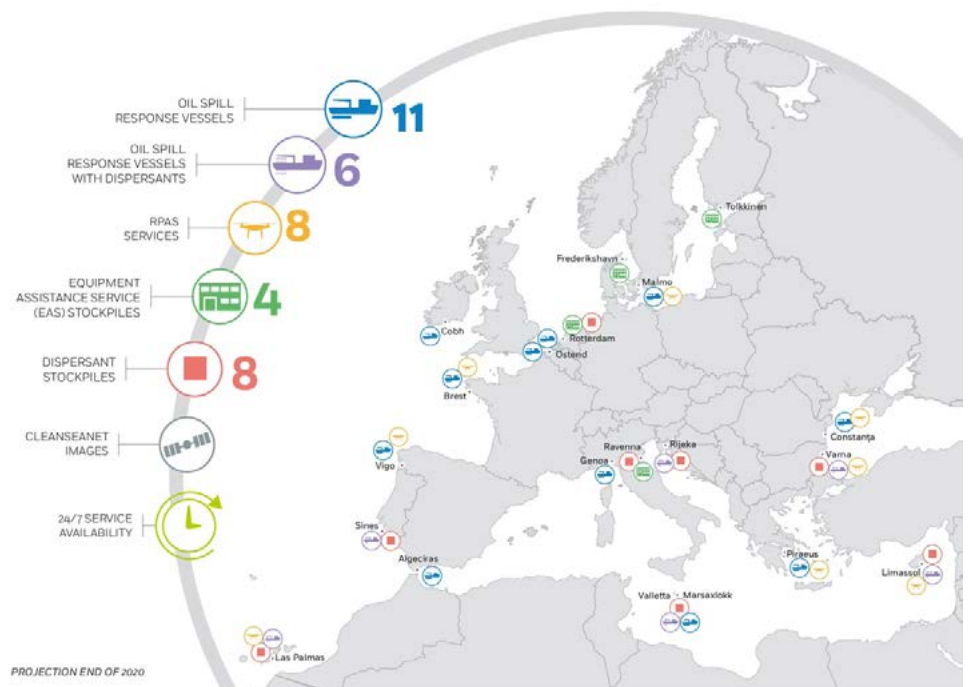 OIL SPILL
RESPONSE VESSELS
11
OIL SPILL
RESPONSE VESSELS
WITH DISPERSANTS
6
RPAS
SERVICES
8
EQUIPMENT
ASSISTANCE SERVICE
(EAS) STOCKPILES
4
DISPERSANT
STOCKPILES
8
CLEANSEANET
IMAGES
24/7 SERVICE
AVAILABILITY
Tolkkinen
Frederikshavn
Malmo
Cobh
Rotterdam
Ostend
Brest
Constanţa
Ravenna
Rijeka
Varna
Genoa
Vigo
Sines
Algeciras
Piraeus
Limassol
Valletta
Marsaxlokk
Las Palmas
PROJECTION END OF 2020